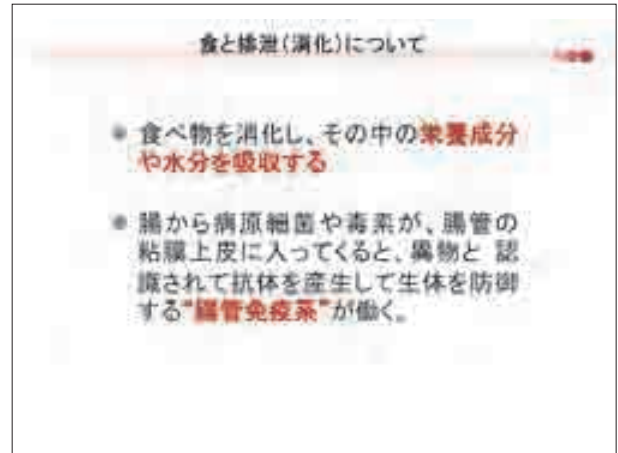 食と排泄(消化)について
● 食べ物を消化し、その中の栄養成分
や水分を吸収する
● 腸から病原細菌や毒素が、腸管の
粘膜上皮に入ってくると、異物と 認
識されて抗体を産生して生体を防御
する“腸管免疫系”が働く。